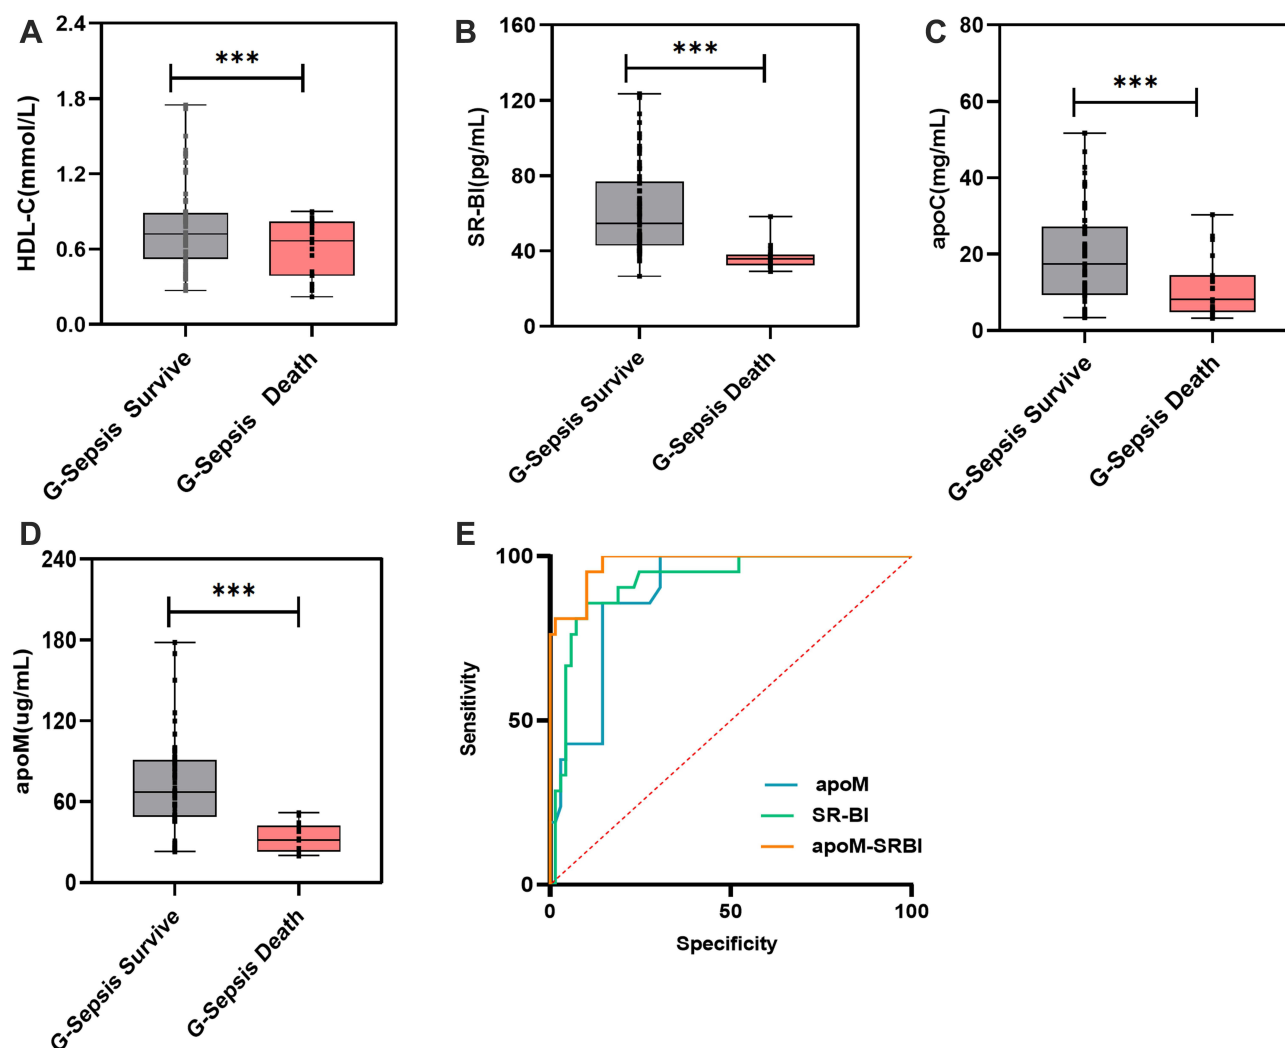 A
2.4
1.8
1.2
0.6
0.0
HDL-C(mmol/L)
***
G-Sepsis Survive
G-Sepsis Death
B
160
120
80
40
0
SR-BI(pg/mL)
***
G-Sepsis Survive
G-Sepsis Death
C
80
60
40
20
0
apoC(mg/mL)
***
G-Sepsis Survive
G-Sepsis Death
D
240
180
120
60
0
apoM(ug/mL)
***
G-Sepsis Survive
G-Sepsis Death
E
100
50
0
Sensitivity
apoM
SR-BI
apoM-SRBI
0
50
100
Specificity